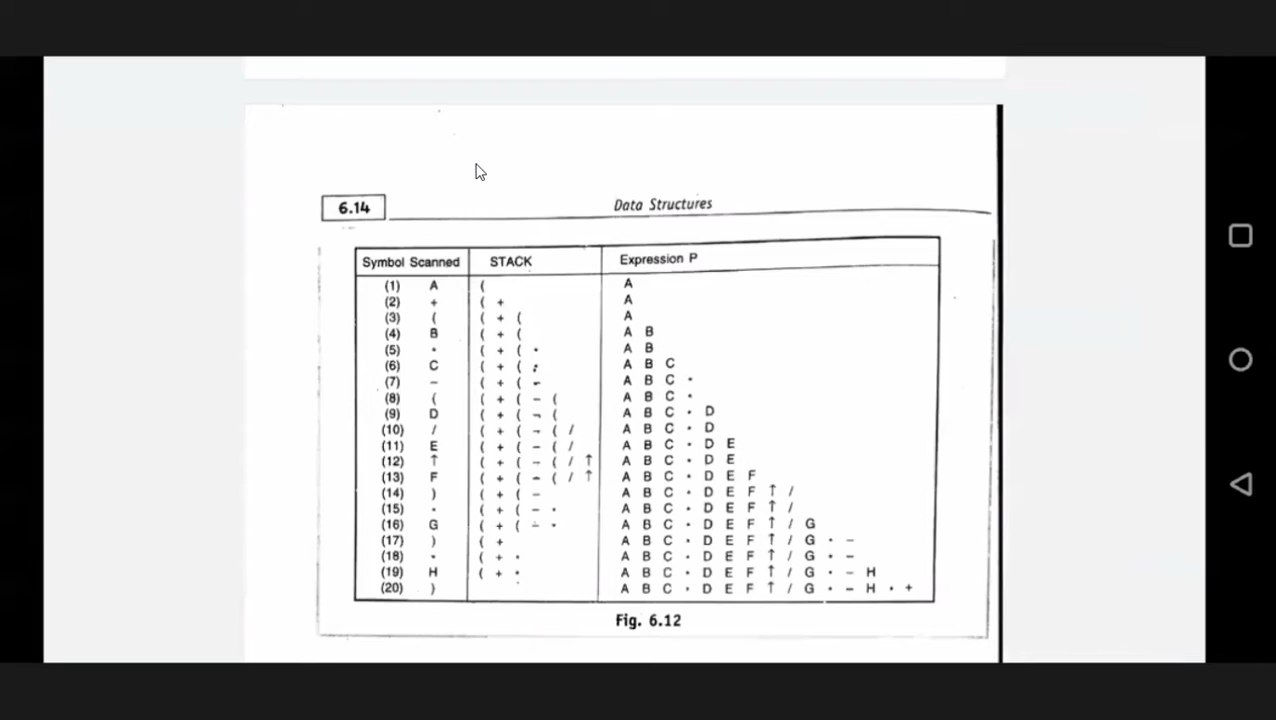 6.14 Data Structures
Symbol Scanned STACK Expression P
(1) A ( A
(2) + ( + A
(3) ( ( + ( A
(4) B ( + ( A B
(5) * ( + ( * A B
(6) C ( + ( * A B C
(7) – ( + ( – A B C *
(8) ( ( + ( – ( A B C *
(9) D ( + ( – ( A B C * D
(10) / ( + ( – ( / A B C * D
(11) E ( + ( – ( / A B C * D E
(12) ↑ ( + ( – ( / ↑ A B C * D E
(13) F ( + ( – ( / ↑ A B C * D E F
(14) ) ( + ( – A B C * D E F ↑ /
(15) * ( + ( – * A B C * D E F ↑ /
(16) G ( + ( – * A B C * D E F ↑ / G
(17) ) ( + A B C * D E F ↑ / G * –
(18) * ( + * A B C * D E F ↑ / G * –
(19) H ( + * A B C * D E F ↑ / G * – H
(20) ) A B C * D E F ↑ / G * – H * +
Fig. 6.12